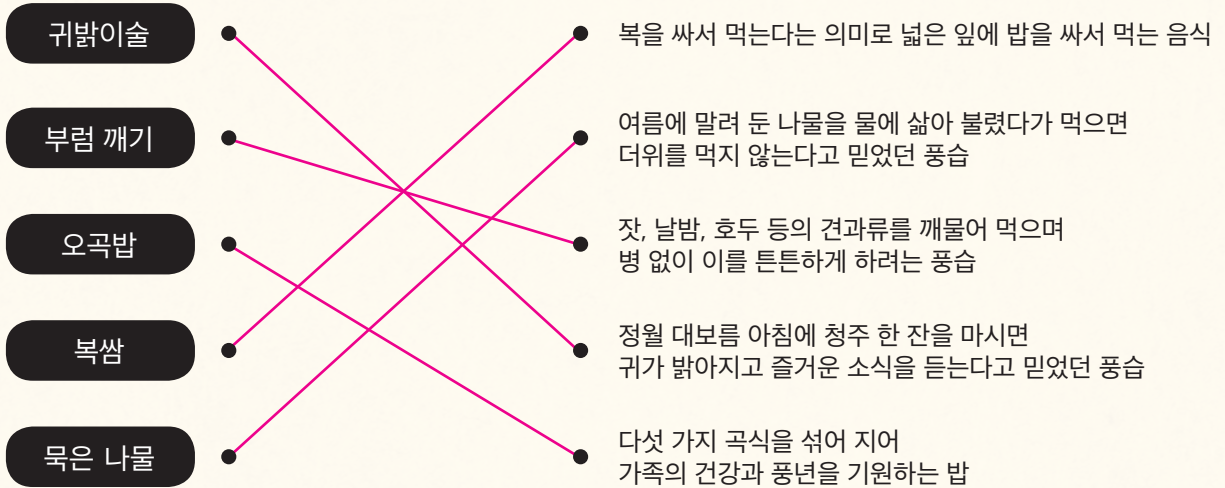 귀밝이술
복을 싸서 먹는다는 의미로 넓은 잎에 밥을 싸서 먹는 음식
부럼 깨기
여름에 말려 둔 나물을 물에 삶아 불렸다가 먹으면
더위를 먹지 않는다고 믿었던 풍습
오곡밥
잣, 날밤, 호두 등의 견과류를 깨물어 먹으며
병 없이 이를 튼튼하게 하려는 풍습
복쌈
정월 대보름 아침에 청주 한 잔을 마시면
귀가 밝아지고 즐거운 소식을 듣는다고 믿었던 풍습
묵은 나물
다섯 가지 곡식을 섞어 지어
가족의 건강과 풍년을 기원하는 밥